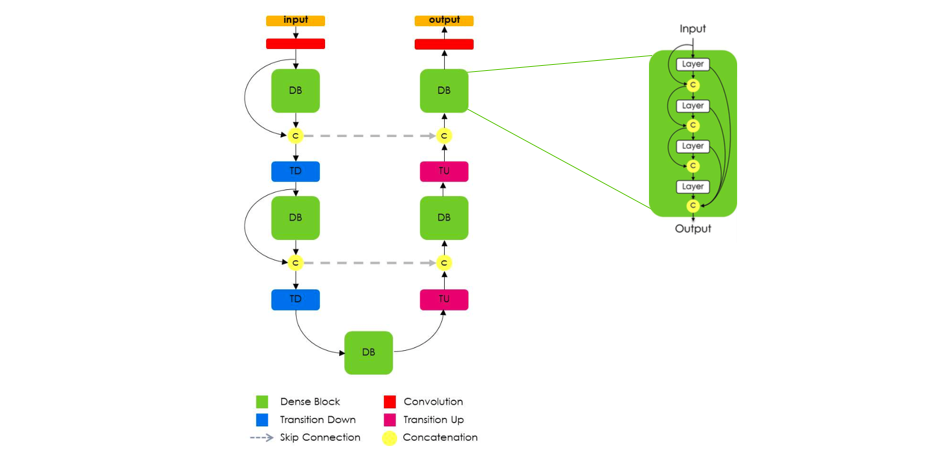 input
output
DB
DB
C
C
TD
TU
DB
DB
C
C
TD
TU
DB
Input
Layer
C
Layer
C
Layer
C
Layer
C
Output
Dense Block
Convolution
Transition Down
Transition Up
Skip Connection
Concatenation